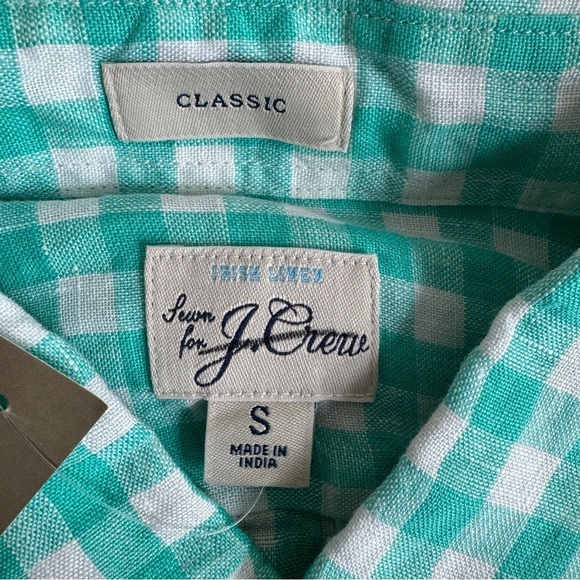 CLASSIC
IRISH LINEN
Sewn
for J.Crew
S
MADE IN
INDIA